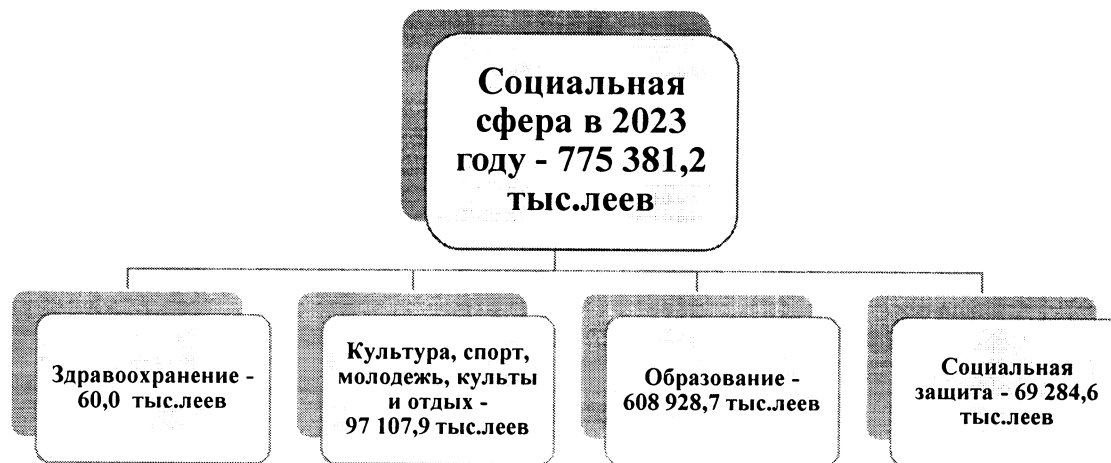 Социальная
сфера в 2023
году - 775 381,2
тыс.леев
Здравоохранение -
60,0 тыс.леев
Культура, спорт,
молодежь, культы
и отдых -
97 107,9 тыс.леев
Образование -
608 928,7 тыс.леев
Социальная
защита - 69 284,6
тыс.леев